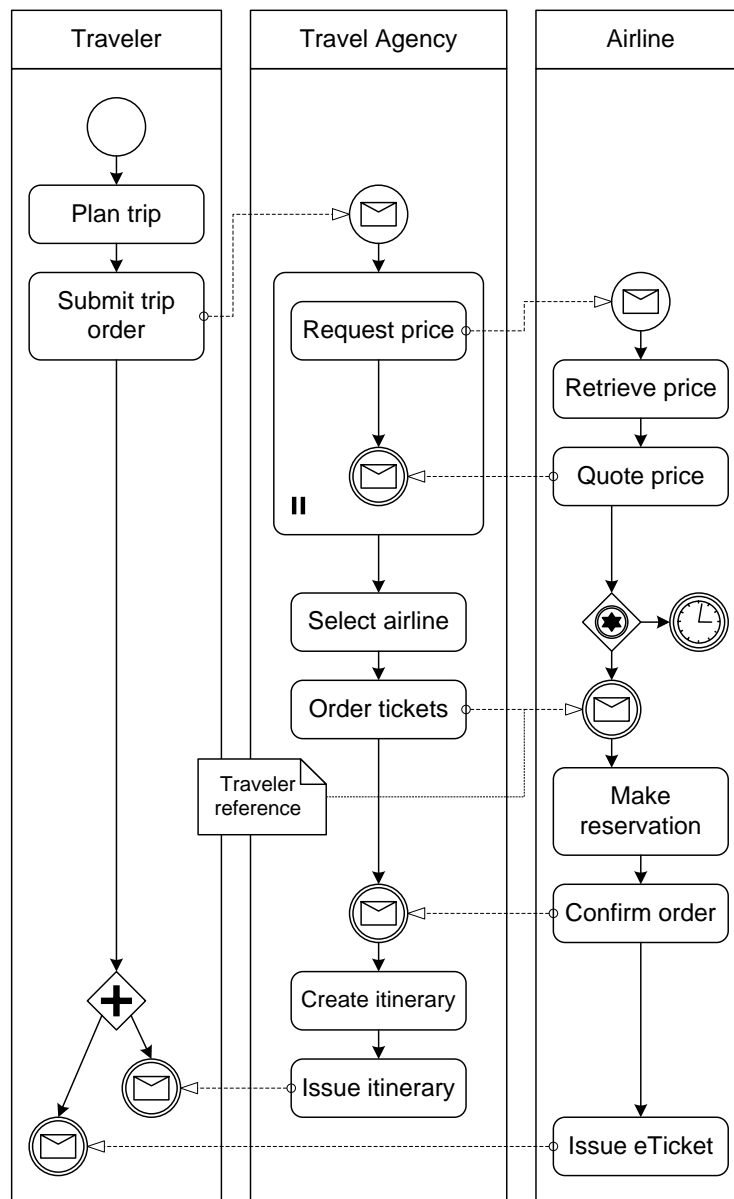 Traveler
Travel Agency
Airline
Plan trip
Submit trip
order
Request price
Retrieve price
Quote price
Select airline
Order tickets
Traveler
reference
Make
reservation
Confirm order
Create itinerary
Issue itinerary
Issue eTicket